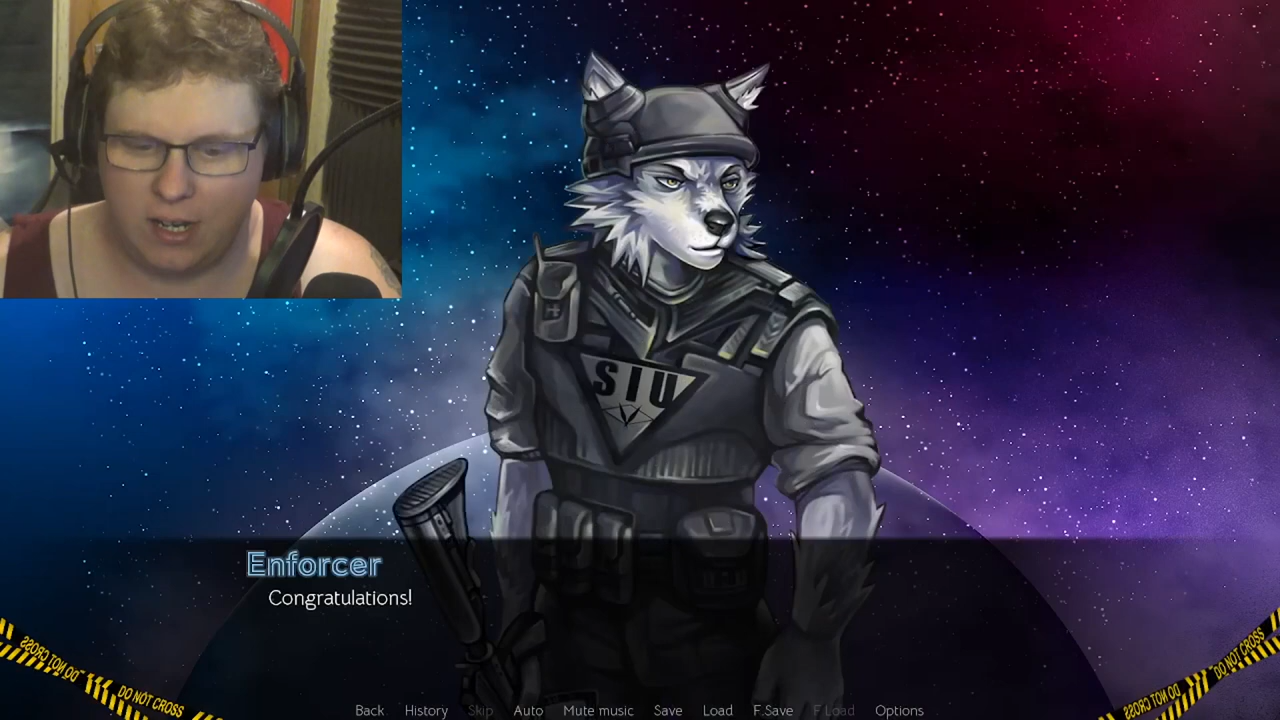 SIU
Enforcer
Congratulations!
DO NOT CROSS
DO NOT CROSS
DO NOT CROSS
DO NOT CROSS
Back History Skip Auto Mute music Save Load F.Save F.Load Options